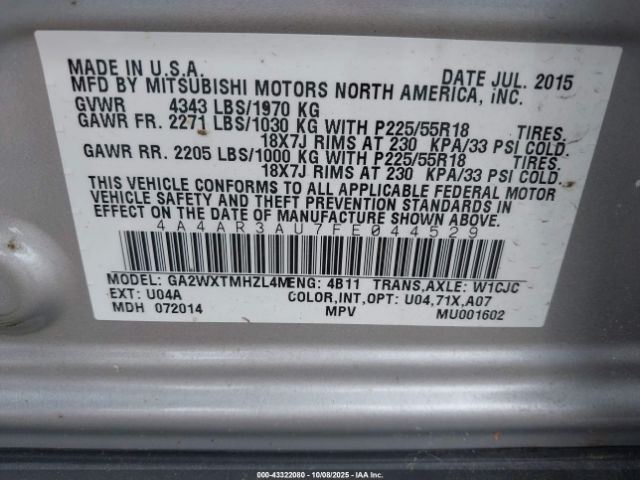 MADE IN U.S.A. DATE JUL. 2015
MFD BY MITSUBISHI MOTORS NORTH AMERICA, iNC.
GVWR 4343 LBS/1970 KG
GAWR FR. 2271 LBS/1030 KG WITH P225/55R18 TIRES.
18X7J RIMS AT 230 KPA/33 PSI COLD.
GAWR RR. 2205 LBS/1000 KG WITH P225/55R18 TIRES.
18X7J RIMS AT 230 KPA/33 PSI COLD.
THIS VEHICLE CONFORMS TO ALL APPLICABLE FEDERAL MOTOR
VEHICLE SAFETY AND THEFT PREVENTION STANDARDS IN
EFFECT ON THE DATE OF MANUFACTURE SHOWN ABOVE.
4A4AR3AU7FE044529
MODEL: GA2WXTMHZL4MENG: 4B11 TRANS,AXLE: W1CJC
EXT: U04A COLOR,INT,OPT: U04,71X,A07
MDH 072014 MPV MU001602
000-43322080 - 10/08/2025 - IAA Inc.